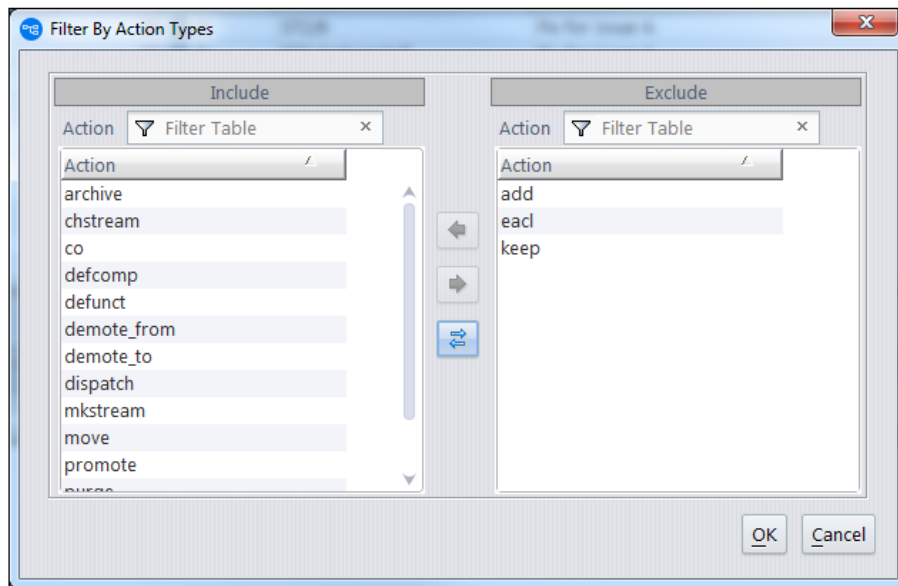 Filter By Action Types
Include
Action Filter Table
Action
archive
chstream
co
defcomp
defunct
demote_from
demote_to
dispatch
mkstream
move
promote
purge
Exclude
Action Filter Table
Action
add
eacl
keep
OK Cancel